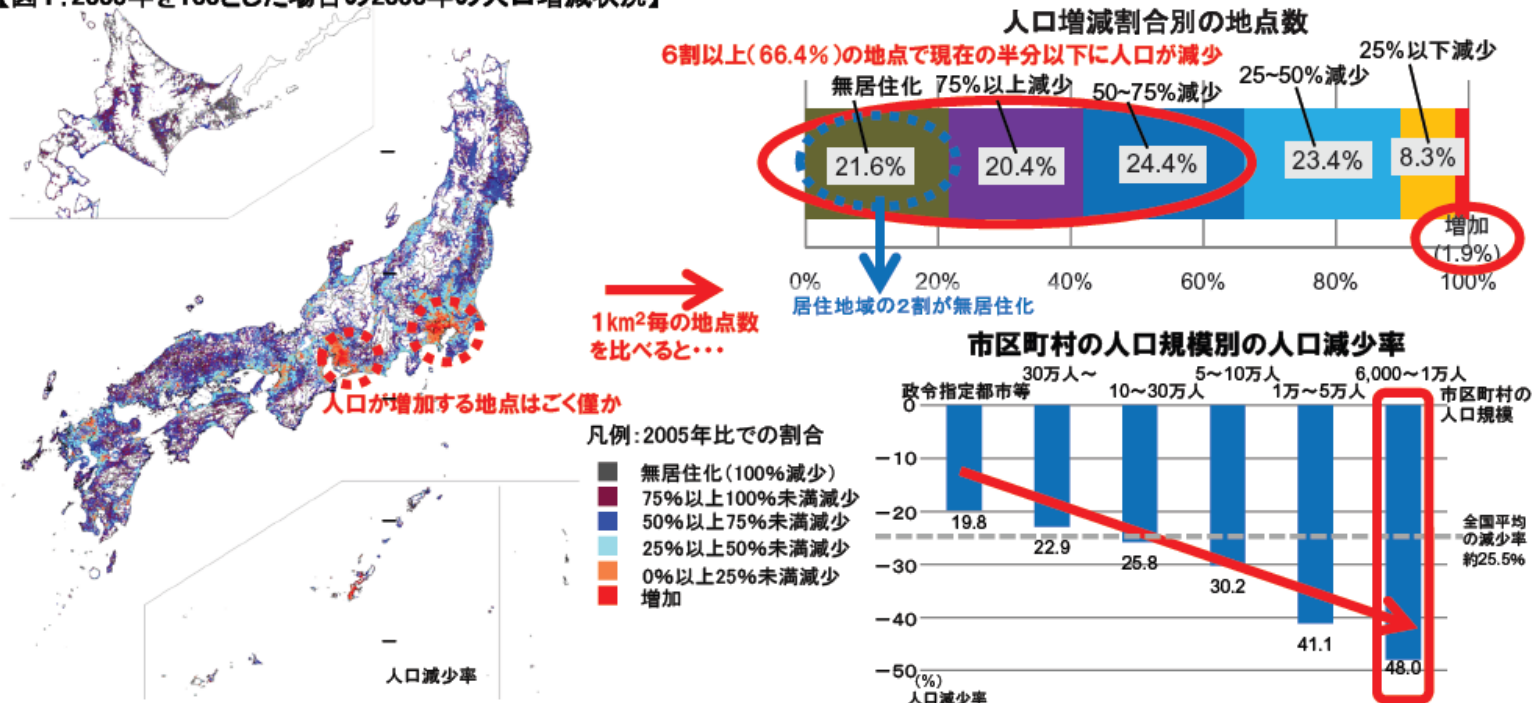 人口増減割合別の地点数
6割以上(66.4%)の地点で現在の半分以下に人口が減少
無居住化
75%以上減少
50~75%減少
25~50%減少
25%以下減少
21.6%
20.4%
24.4%
23.4%
8.3%
増加
(1.9%)
0%
20%
40%
60%
80%
100%
居住地域の2割が無居住化
1km²毎の地点数
を比べると・・・
人口が増加する地点はごく僅か
凡例:2005年比での割合
無居住化(100%減少)
75%以上100%未満減少
50%以上75%未満減少
25%以上50%未満減少
0%以上25%未満減少
増加
人口減少率
市区町村の人口規模別の人口減少率
政令指定都市等
30万人~
10~30万人
5~10万人
1万~5万人
6,000~1万人
市区町村の
人口規模
0
-10
-20
-30
-40
-50
(%)
人口減少率
19.8
22.9
25.8
30.2
41.1
48.0
全国平均
の減少率
約25.5%